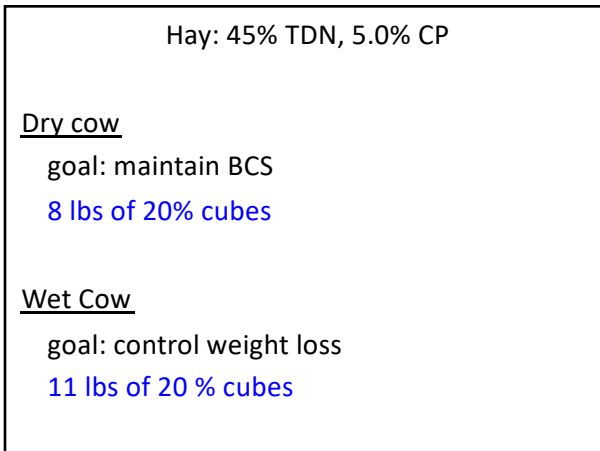 Hay: 45% TDN, 5.0% CP
Dry cow
goal: maintain BCS
8 lbs of 20% cubes
Wet Cow
goal: control weight loss
11 lbs of 20 % cubes